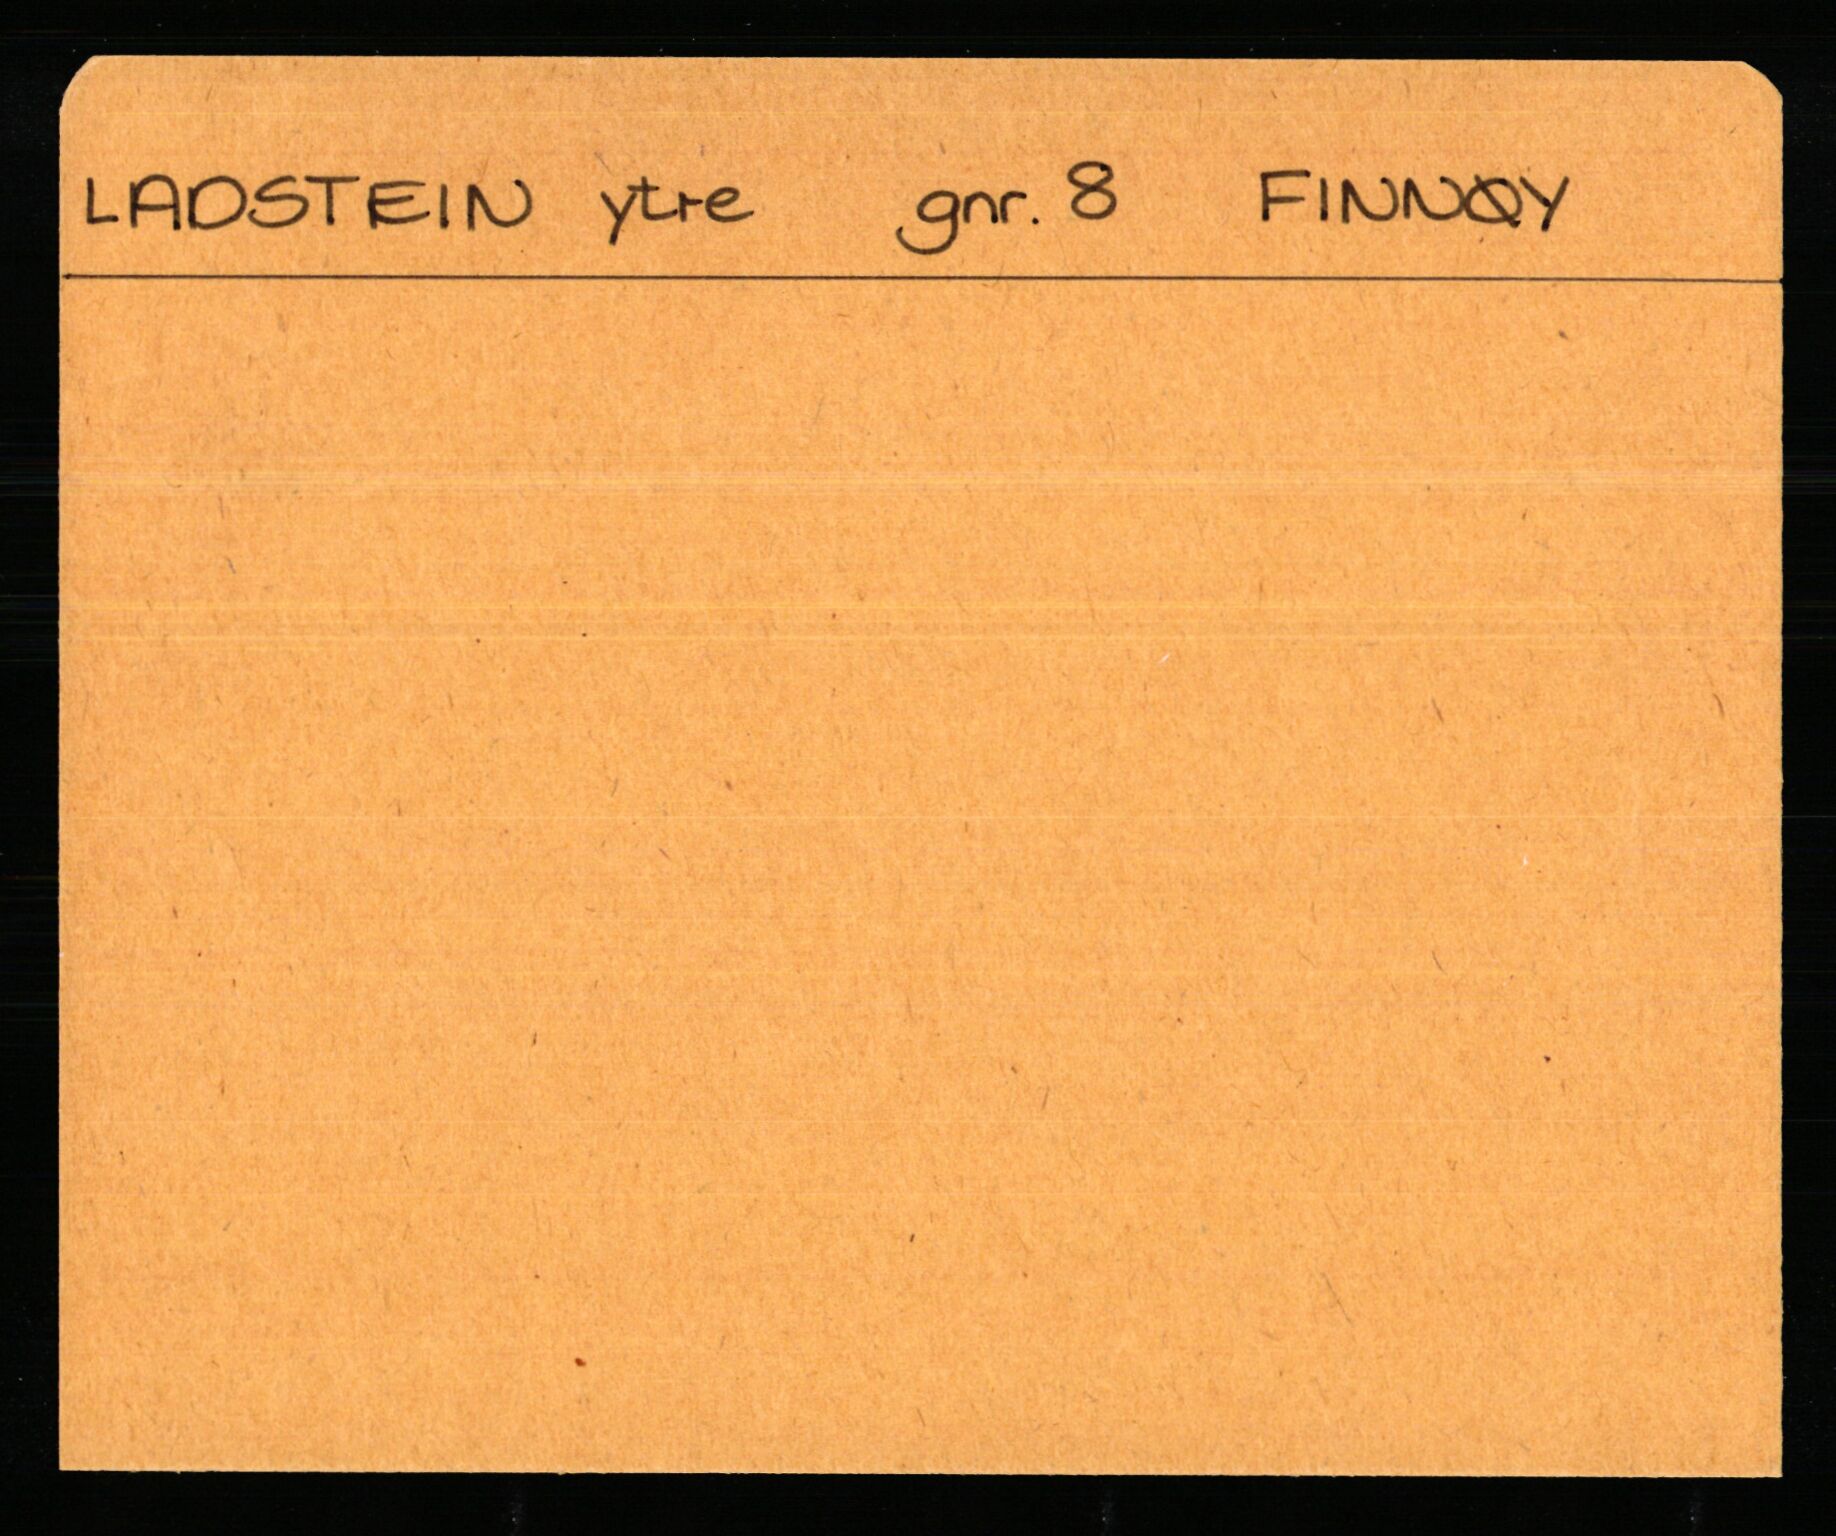 LADSTEIN ytre gnr. 8 FINNØY